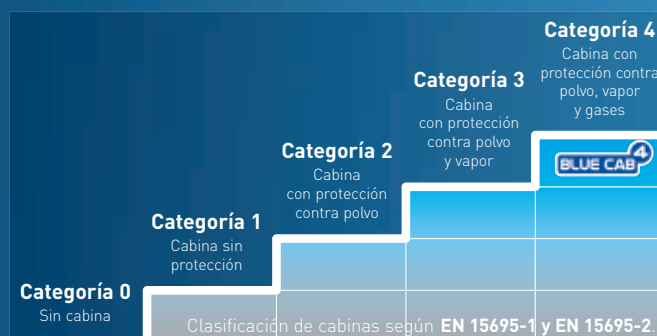 Categoría 4
Cabina con
protección contra
polvo, vapor
y gases
Categoría 3
Cabina
con protección
contra polvo
y vapor
BLUE CAB 4
Categoría 2
Cabina
con protección
contra polvo
Categoría 1
Cabina sin
protección
Categoría 0
Sin cabina
Clasificación de cabinas según EN 15695-1 y EN 15695-2.